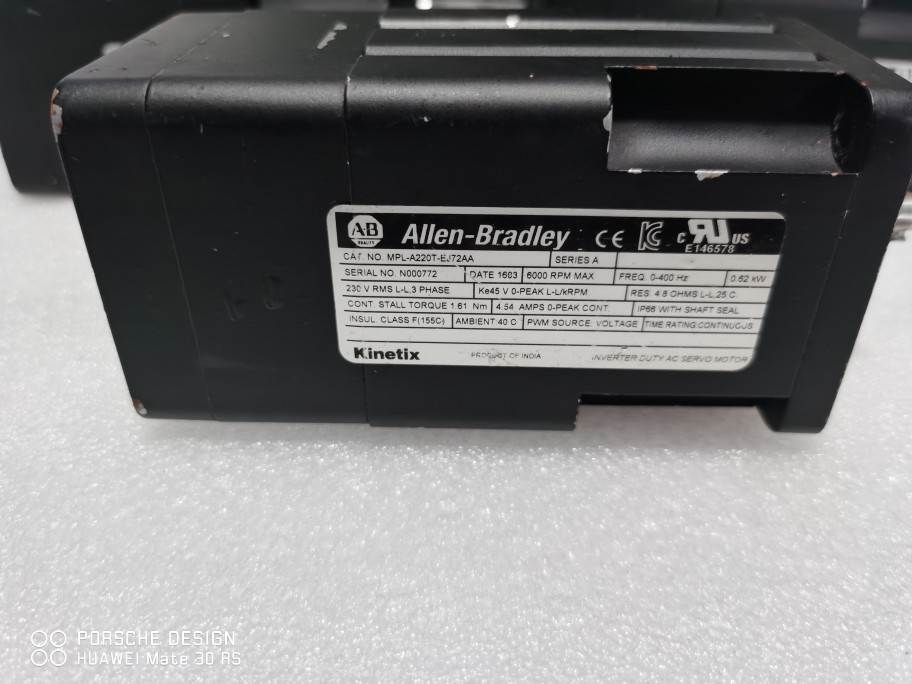 AB
QUALITY
Allen-Bradley CE c RU US
E146578
CAT. NO. MPL-A220T-EJ72AA SERIES A
SERIAL NO. N000772 DATE 1603 6000 RPM MAX FREQ. 0-400 Hz 0.62 kW
230 V RMS L-L,3 PHASE Ke45 V 0-PEAK L-L/kRPM RES. 4.8 OHMS L-L,25 C.
CONT. STALL TORQUE 1.61 Nm 4.54 AMPS 0-PEAK CONT. IP66 WITH SHAFT SEAL
INSUL. CLASS F(155C) AMBIENT:40 C PWM SOURCE: VOLTAGE TIME RATING:CONTINUOUS
Kinetix PRODUCT OF INDIA INVERTER DUTY AC SERVO MOTOR
PORSCHE DESIGN
HUAWEI Mate 30 RS